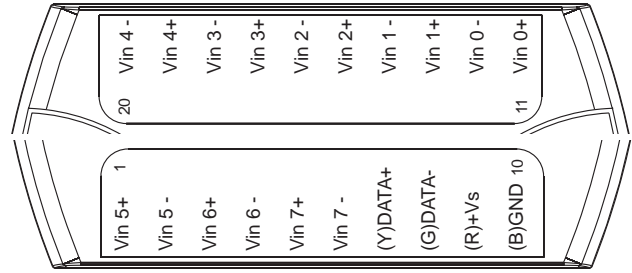 Vin 4 -
Vin 4+
Vin 3 -
Vin 3+
Vin 2 -
Vin 2+
Vin 1 -
Vin 1+
Vin 0 -
Vin 0+
20
11
1
10
Vin 5+
Vin 5 -
Vin 6+
Vin 6 -
Vin 7+
Vin 7 -
(Y)DATA+
(G)DATA-
(R)+Vs
(B)GND